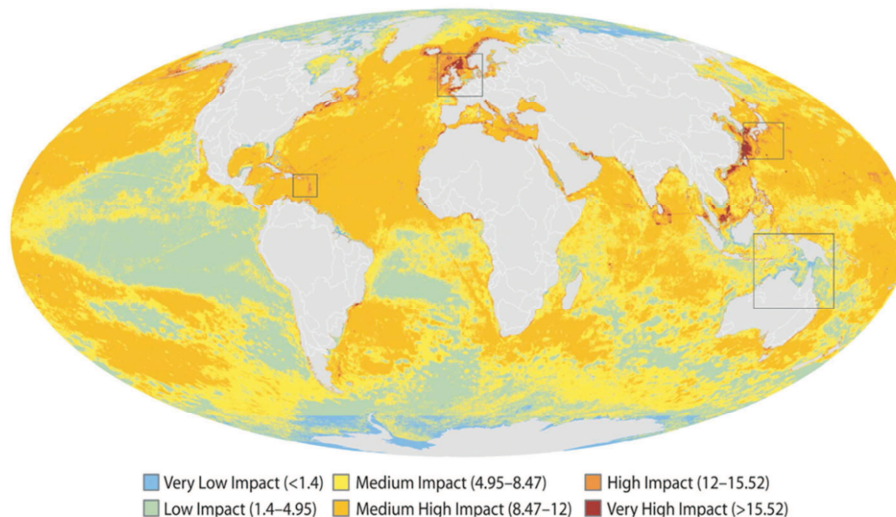 Very Low Impact (<1.4) Medium Impact (4.95–8.47) High Impact (12–15.52)
Low Impact (1.4–4.95) Medium High Impact (8.47–12) Very High Impact (>15.52)